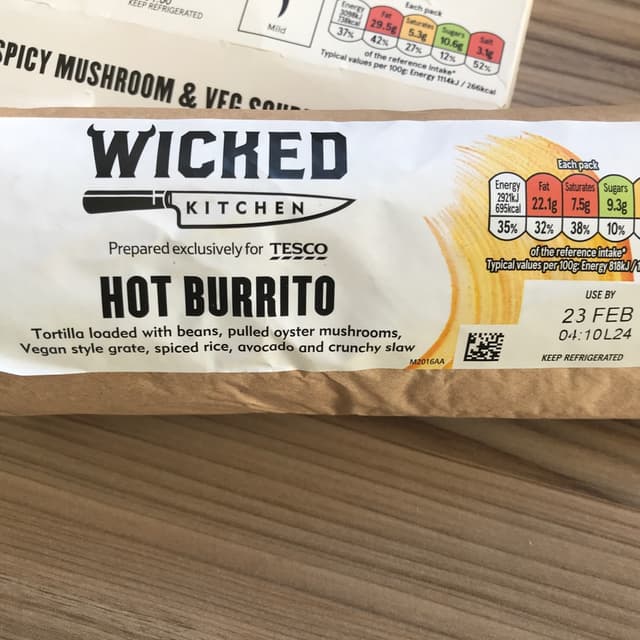 KEEP REFRIGERATED
Mild
Each pack
Energy Fat Saturates Sugars Salt
3098kJ 738kcal 29.5g 5.3g 10.6g 3.1g
37% 42% 27% 12% 52%
of the reference intake*
Typical values per 100g: Energy 1114kJ / 266kcal
SPICY MUSHROOM & VEG
WICKED
KITCHEN
Prepared exclusively for TESCO
HOT BURRITO
Tortilla loaded with beans, pulled oyster mushrooms,
Vegan style grate, spiced rice, avocado and crunchy slaw
M2016AA
Each pack
Energy Fat Saturates Sugars
2921kJ 695kcal 22.1g 7.5g 9.3g
35% 32% 38% 10%
of the reference intake*
Typical values per 100g: Energy 818kJ/1
USE BY
23 FEB
04:10L24
KEEP REFRIGERATED